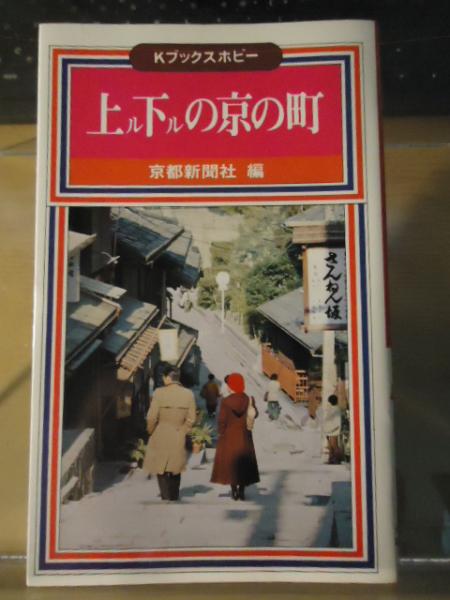 Kブックスホビー
上ル下ルの京の町
京都新聞社 編
さんねん坂